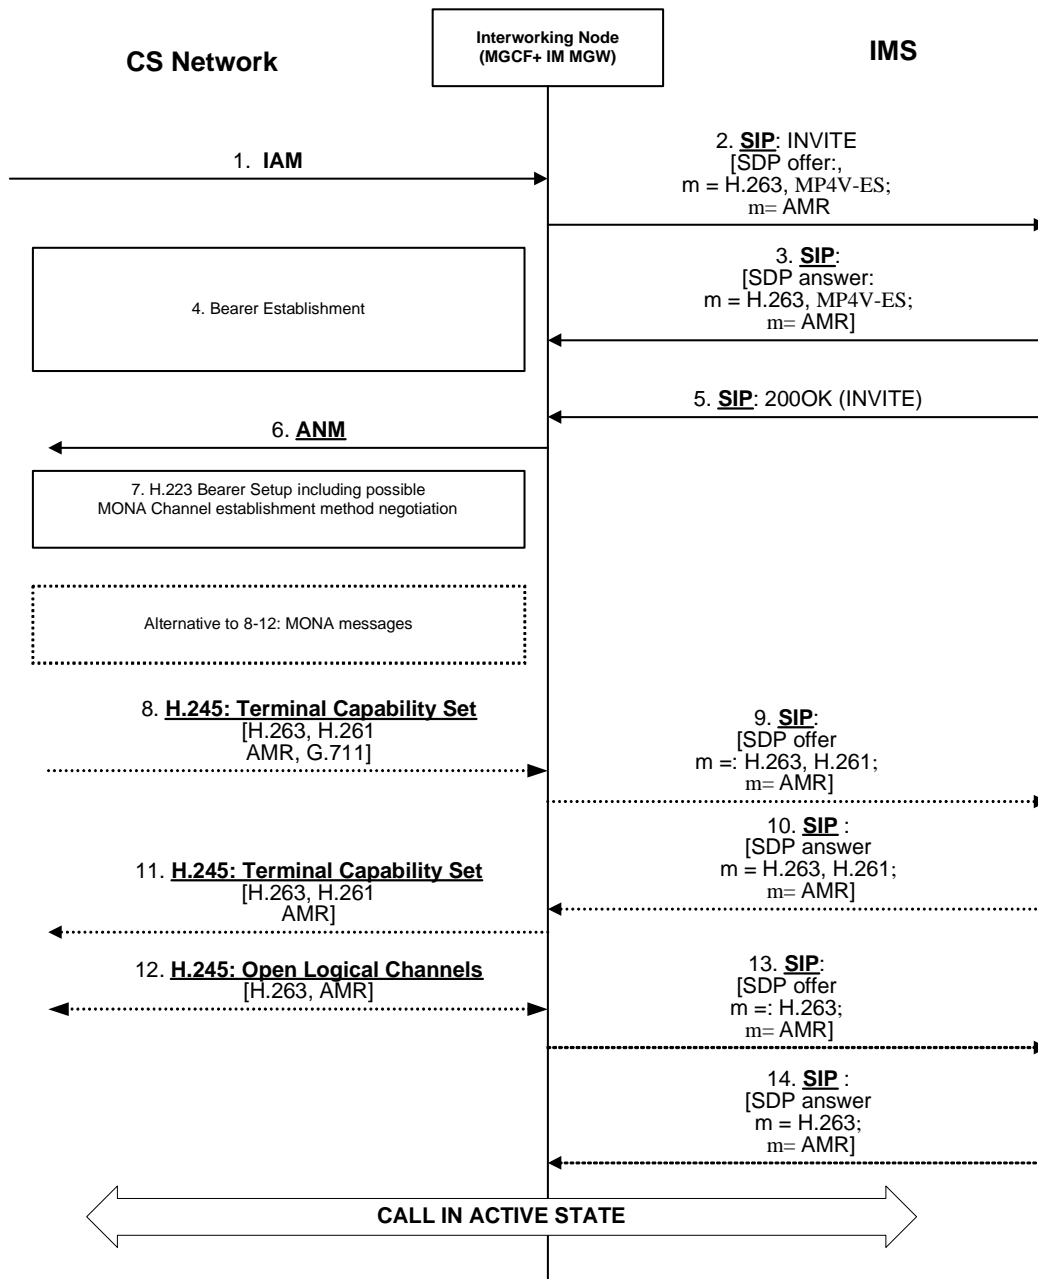 CS Network
Interworking Node
(MGCF+ IM MGW)
IMS
1. IAM
2. SIP: INVITE
[SDP offer:,
m = H.263, MP4V-ES;
m= AMR
3. SIP:
[SDP answer:
m = H.263, MP4V-ES;
m= AMR]
4. Bearer Establishment
5. SIP: 200OK (INVITE)
6. ANM
7. H.223 Bearer Setup including possible
MONA Channel establishment method negotiation
Alternative to 8-12: MONA messages
8. H.245: Terminal Capability Set
[H.263, H.261
AMR, G.711]
9. SIP:
[SDP offer
m =: H.263, H.261;
m= AMR]
10. SIP :
[SDP answer
m = H.263, H.261;
m= AMR]
11. H.245: Terminal Capability Set
[H.263, H.261
AMR]
12. H.245: Open Logical Channels
[H.263, AMR]
13. SIP:
[SDP offer
m =: H.263;
m= AMR]
14. SIP :
[SDP answer
m = H.263;
m= AMR]
CALL IN ACTIVE STATE